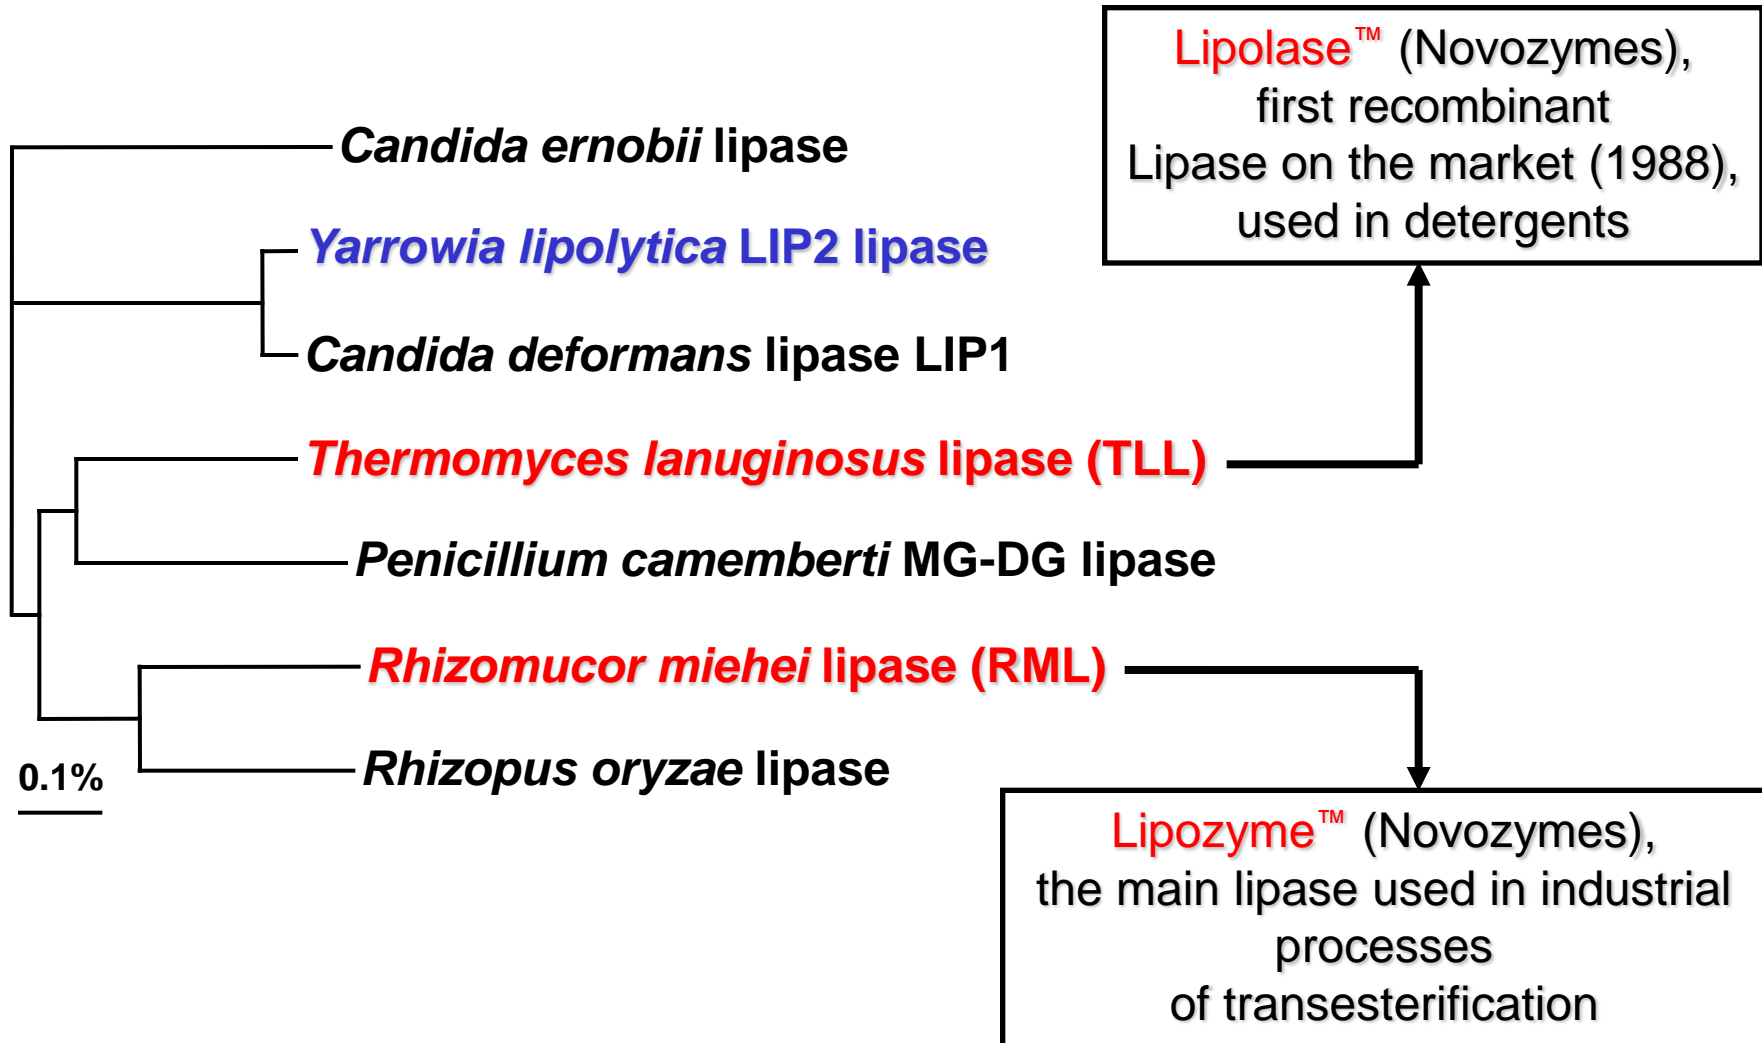 Lipolase™ (Novozymes),
first recombinant
Lipase on the market (1988),
used in detergents
Candida ernobii lipase
Yarrowia lipolytica LIP2 lipase
Candida deformans lipase LIP1
Thermomyces lanuginosus lipase (TLL)
Penicillium camemberti MG-DG lipase
Rhizomucor miehei lipase (RML)
Rhizopus oryzae lipase
0.1%
Lipozyme™ (Novozymes),
the main lipase used in industrial
processes
of transesterification